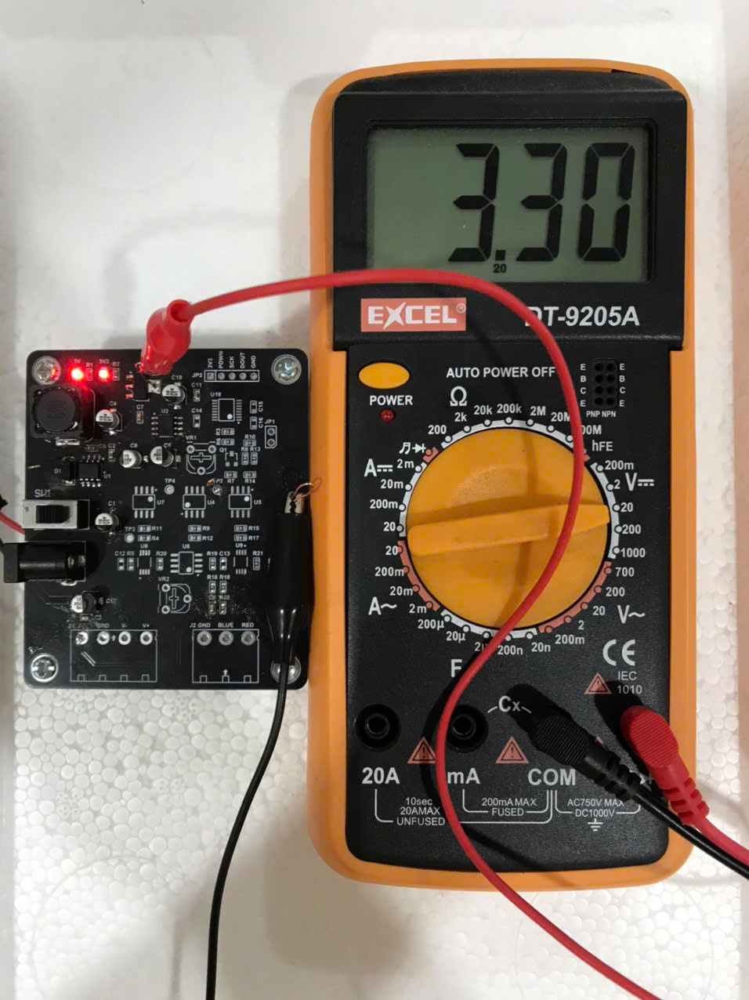 3.30
20
EXCEL®
DT-9205A
POWER
AUTO POWER OFF
E E
B B
C C
E E
PNP NPN
Ω
200
2k
20k
200k
2M
20M
hFE
200m
2
V
20
200
1000
700
200
20
2
200m
V~
20n
200n
20μ
200μ
2m
20m
200m
20
A~
20
200m
20m
2m
A
F
CE
IEC
1010
Cx
20A
mA
COM
10sec
20AMAX
UNFUSED
200mA MAX
FUSED
AC750V MAX
DC1000V
5V R1 3V3 R2
C10
C11
C4
C7
U2
C14
JP2
3V3 PDWN SCK DOUT GND
U10
C15
C16
JP1
R10
R8 R13
VR1
Q1
C6
C2
D1
U1
TP4
R7 R14
SW1
C1
U7
U4
U5
TP3
R11
R4
R9
R12
R15
R17
C12 R5
R20
U8
R19 C13
R21
VR2
R16 R18
R22
GND V- V+
J2 GND BLUE RED